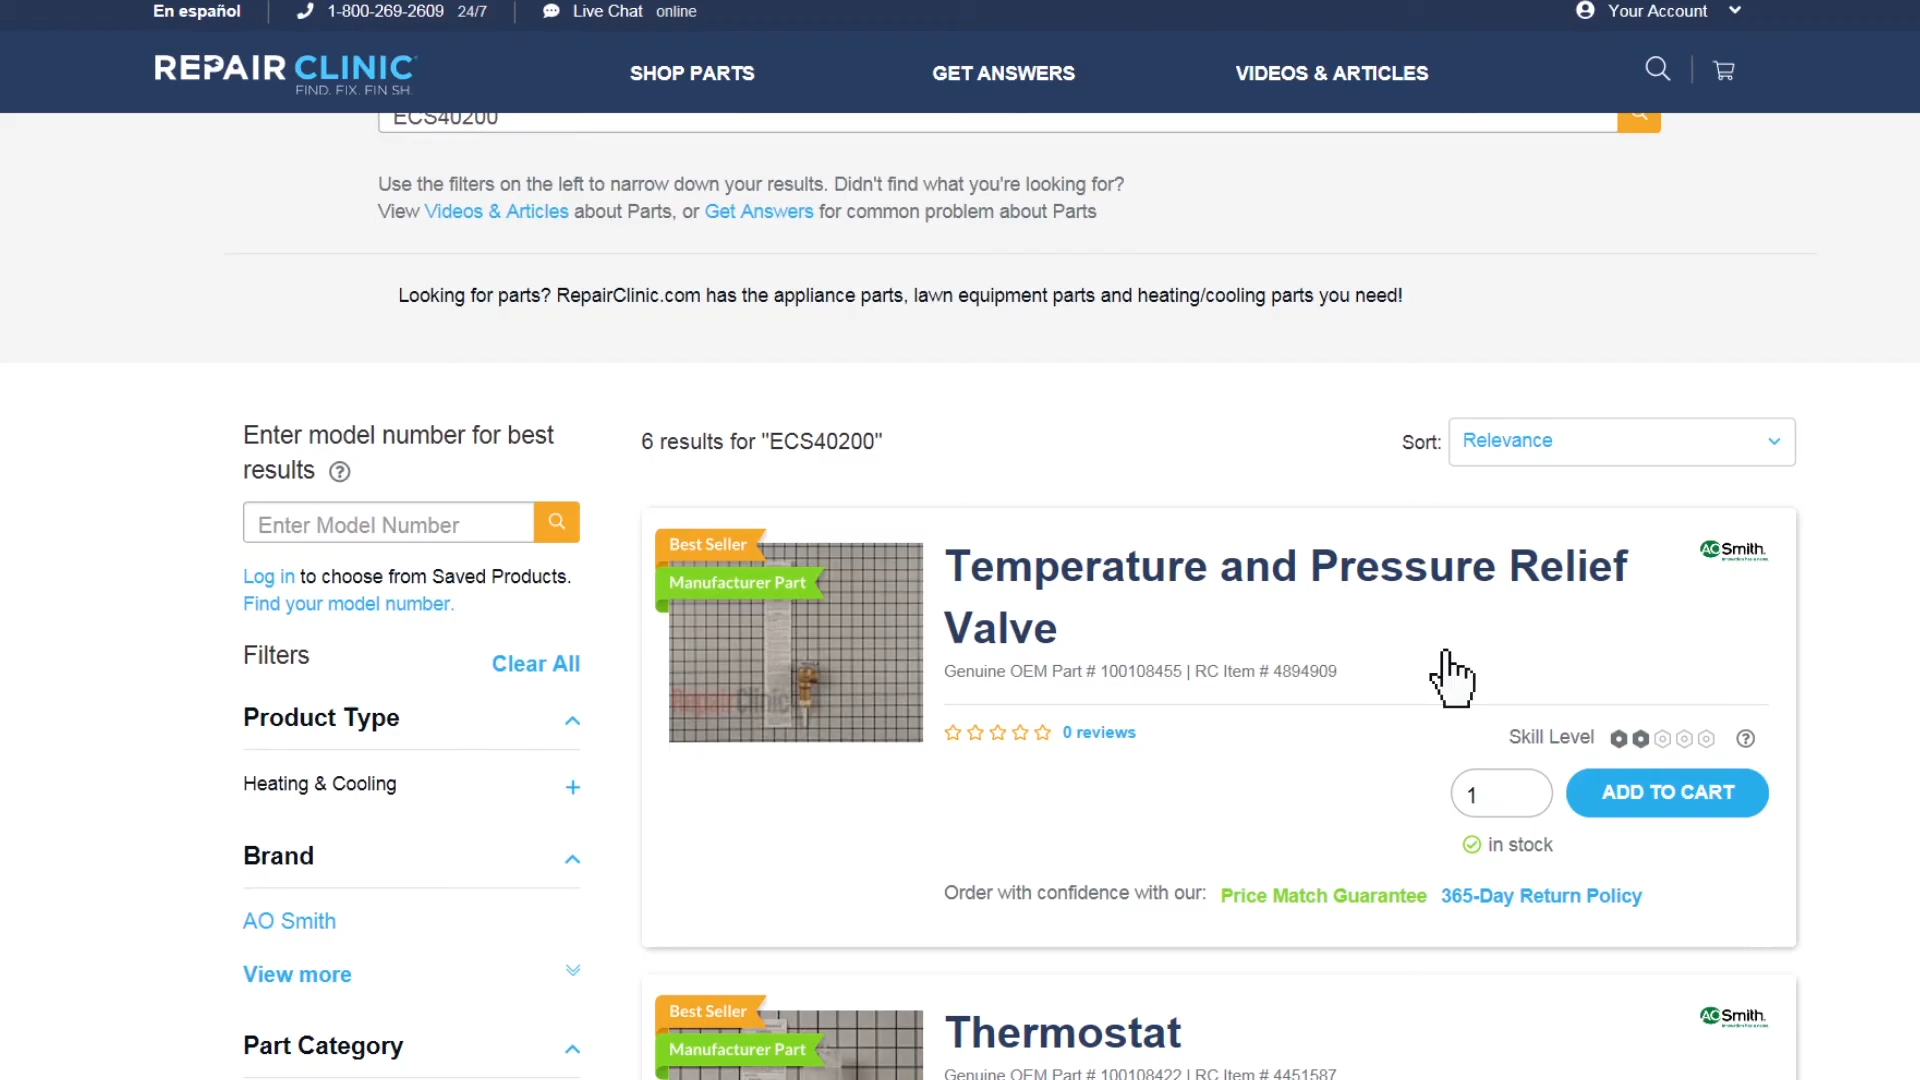 En español
1-800-269-2609 24/7
Live Chat online
Your Account
REPAIR CLINIC
FIND. FIX. FIN SH.
SHOP PARTS
GET ANSWERS
VIDEOS & ARTICLES
ECS40200
Use the filters on the left to narrow down your results. Didn't find what you're looking for?
View Videos & Articles about Parts, or Get Answers for common problem about Parts
Looking for parts? RepairClinic.com has the appliance parts, lawn equipment parts and heating/cooling parts you need!
Enter model number for best
results ?
Enter Model Number
Log in to choose from Saved Products.
Find your model number.
Filters
Clear All
Product Type
Heating & Cooling +
Brand
AO Smith
View more
Part Category
6 results for "ECS40200"
Sort: Relevance
Best Seller
Manufacturer Part
RepairClinic
Temperature and Pressure Relief
Valve
AO Smith.
Genuine OEM Part # 100108455 | RC Item # 4894909
0 reviews
Skill Level ?
1
ADD TO CART
in stock
Order with confidence with our: Price Match Guarantee 365-Day Return Policy
Best Seller
Manufacturer Part
Thermostat
AO Smith.
Genuine OEM Part # 100108422 | RC Item # 4451587